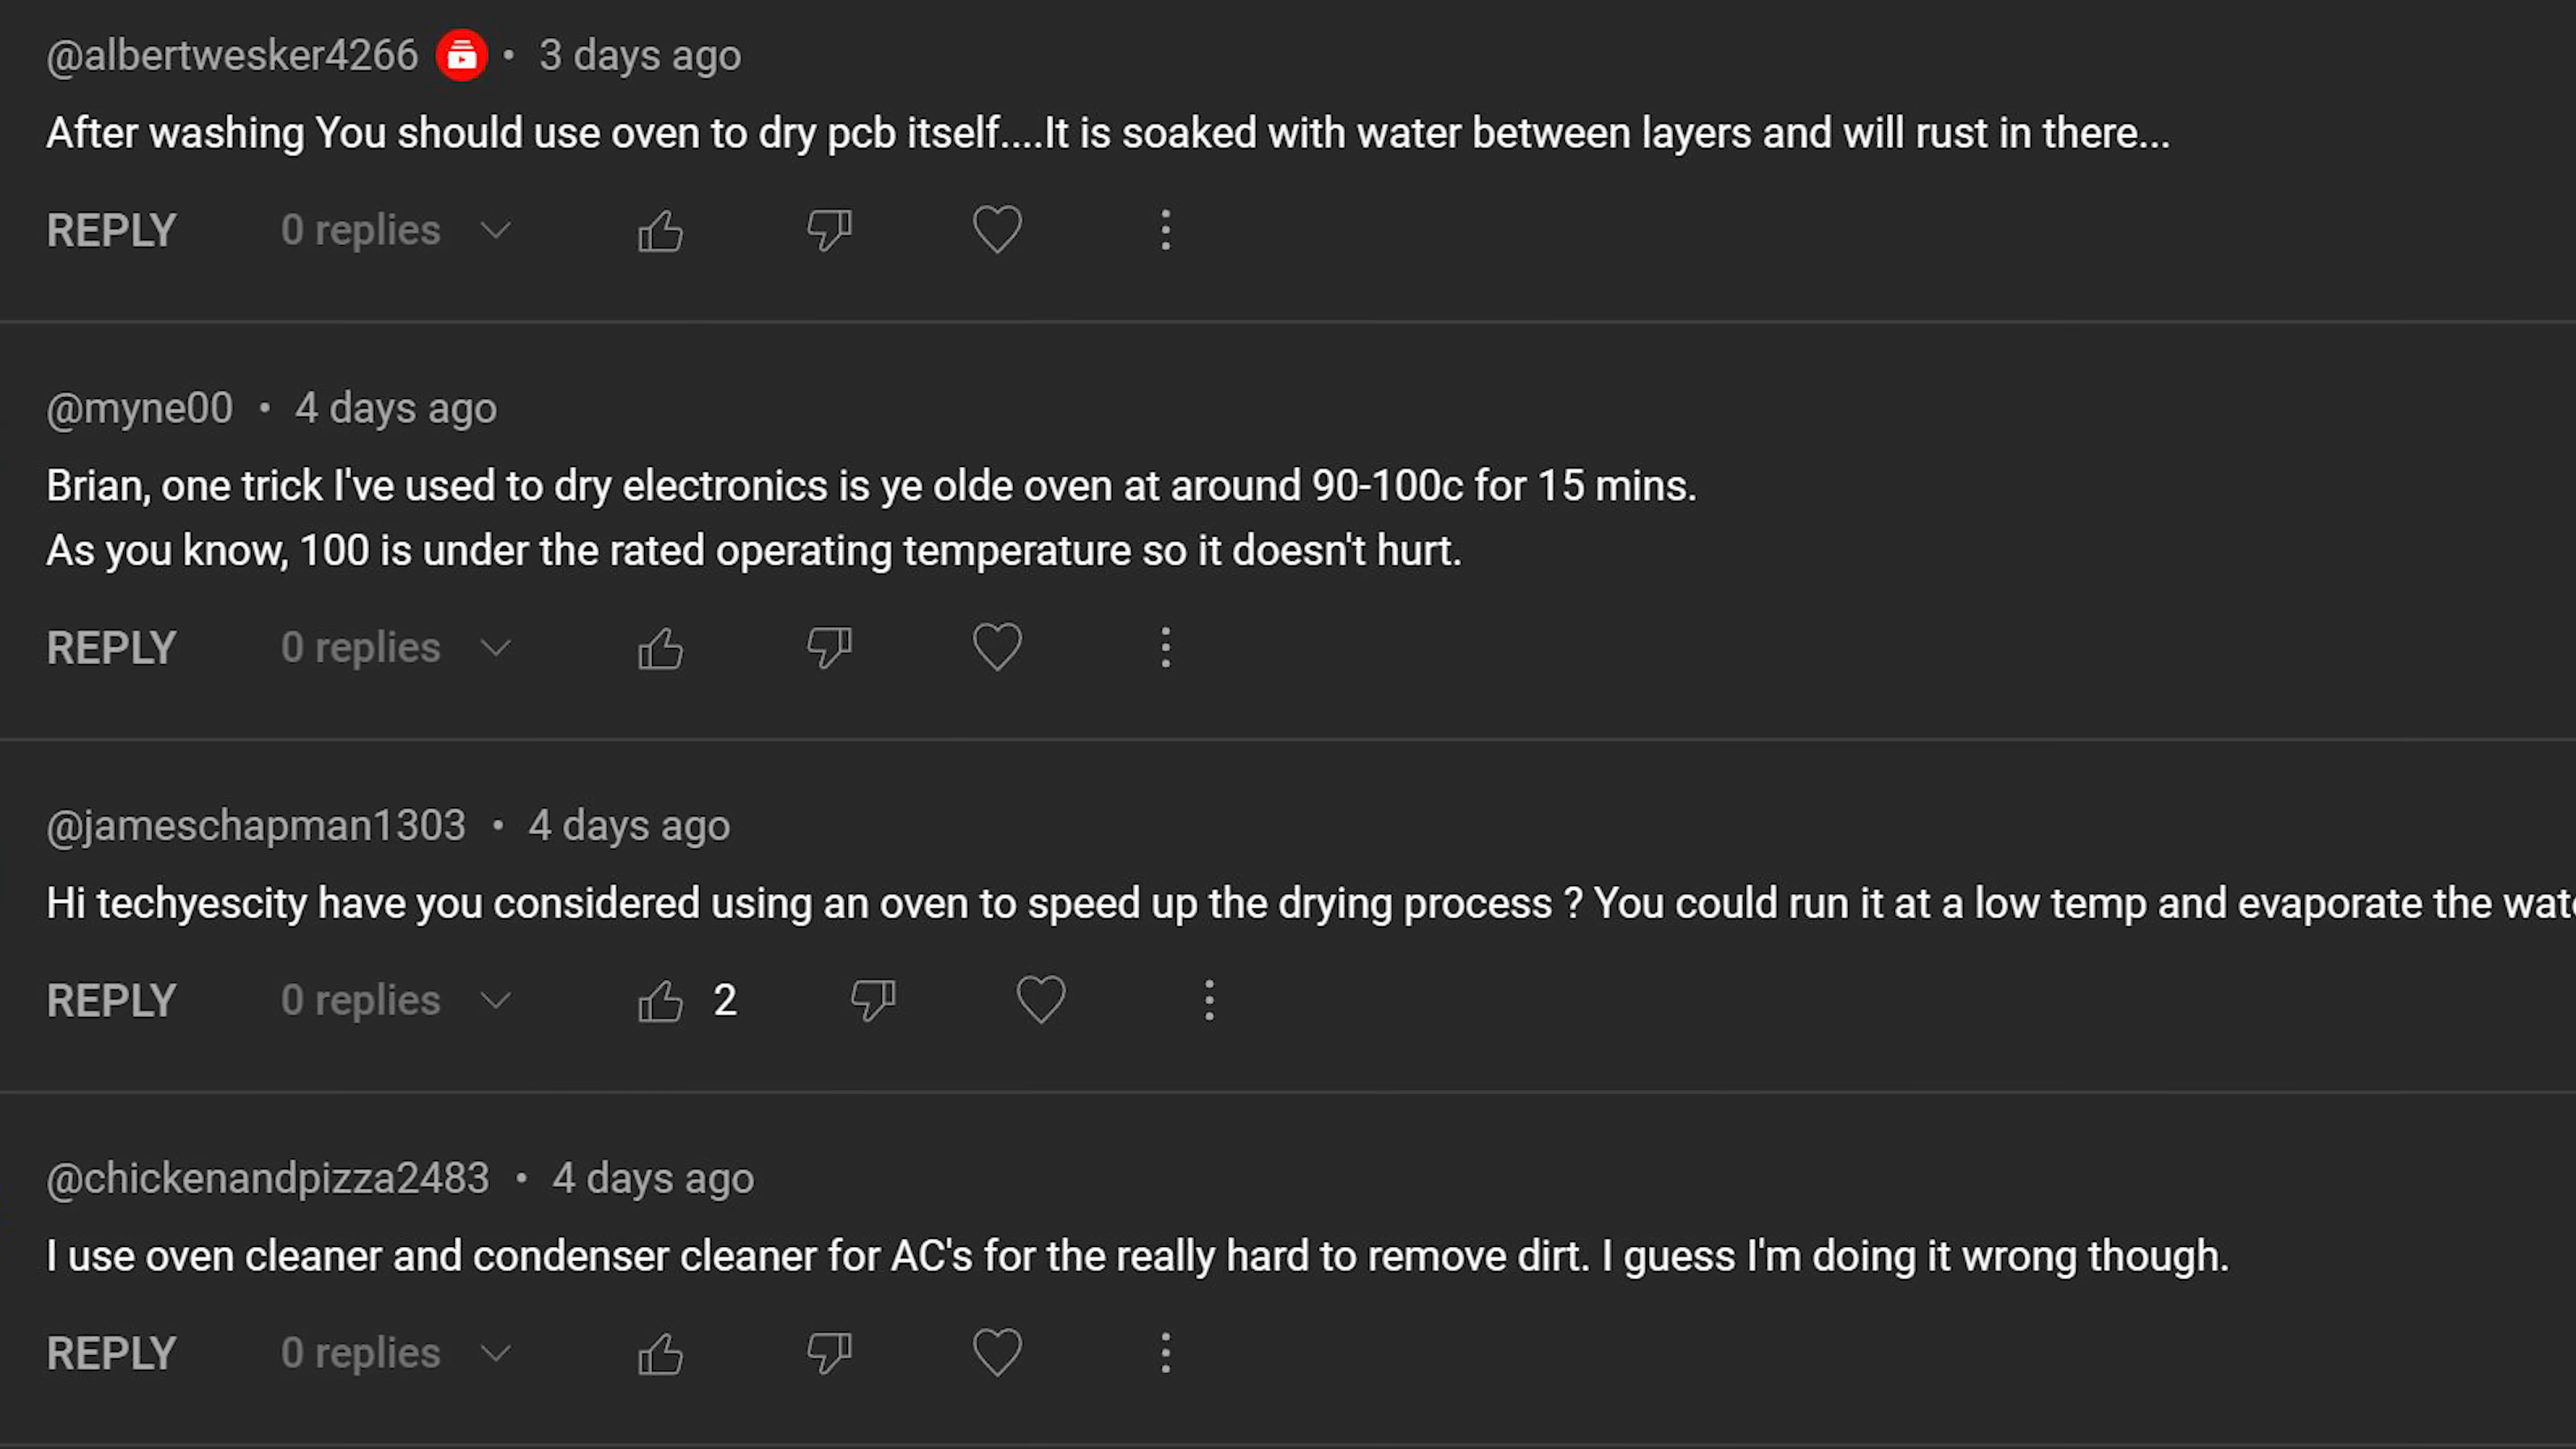 @albertwesker4266 • 3 days ago
After washing You should use oven to dry pcb itself....It is soaked with water between layers and will rust in there...
REPLY 0 replies
@myne00 • 4 days ago
Brian, one trick I've used to dry electronics is ye olde oven at around 90-100c for 15 mins.
As you know, 100 is under the rated operating temperature so it doesn't hurt.
REPLY 0 replies
@jameschapman1303 • 4 days ago
Hi techyescity have you considered using an oven to speed up the drying process ? You could run it at a low temp and evaporate the
REPLY 0 replies 2
@chickenandpizza2483 • 4 days ago
I use oven cleaner and condenser cleaner for AC's for the really hard to remove dirt. I guess I'm doing it wrong though.
REPLY 0 replies